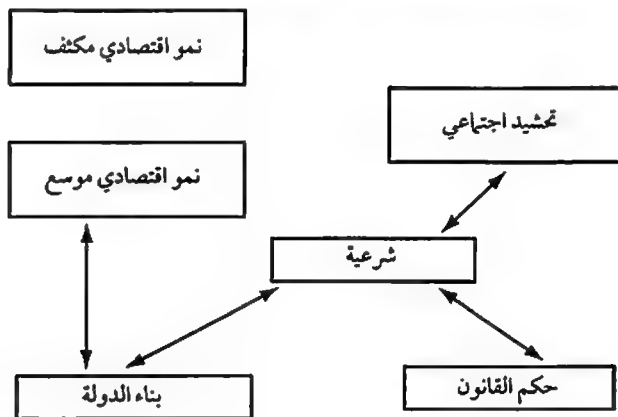 نمو اقتصادي مكثف
تحشيد اجتماعي
نمو اقتصادي موسع
شرعية
حكم القانون
بناء الدولة